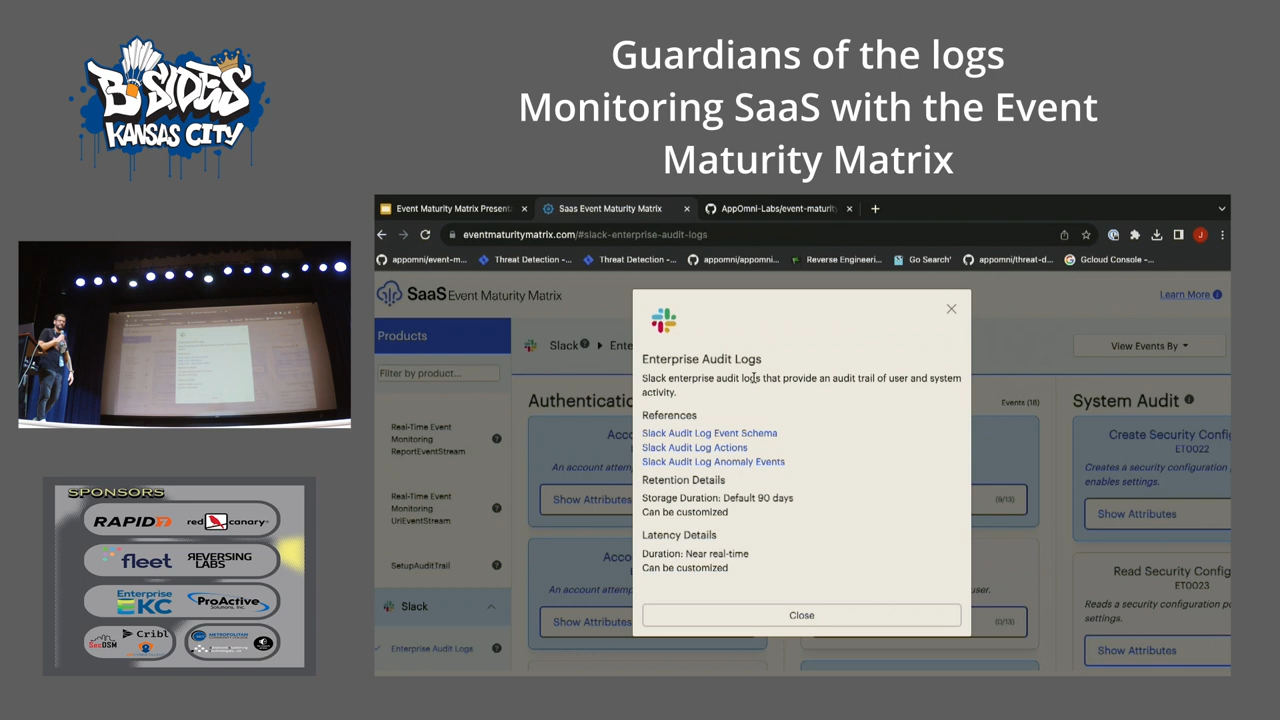 B-SIDES
KANSAS CITY
Guardians of the logs
Monitoring SaaS with the Event
Maturity Matrix
Event Maturity Matrix Present
Saas Event Maturity Matrix
AppOmni-Labs/event-maturity
eventmaturitymatrix.com/#slack-enterprise-audit-logs
J
appomni/event-m...
Threat Detection -...
Threat Detection -...
appomni/appomni...
Reverse Engineeri...
Go Search'
appomni/threat-d...
Gcloud Console -...
SaaS Event Maturity Matrix
Learn More
Products
Filter by product...
Real-Time Event
Monitoring
ReportEventStream
Real-Time Event
Monitoring
UriEventStream
SetupAuditTrail
Slack
Enterprise Audit Logs
Slack
Ente
View Events By
Authenticatio
Events (18)
System Audit
Acco
An account attemp
Show Attributes
(9/13)
Acco
An account attemp
user.
Show Attributes
(0/13)
Create Security Config
ET0022
Creates a security configuration p
enables settings.
Show Attributes
Read Security Config
ET0023
Reads a security configuration po
settings.
Show Attributes
Enterprise Audit Logs
Slack enterprise audit logs that provide an audit trail of user and system
activity.
References
Slack Audit Log Event Schema
Slack Audit Log Actions
Slack Audit Log Anomaly Events
Retention Details
Storage Duration: Default 90 days
Can be customized
Latency Details
Duration: Near real-time
Can be customized
Close
SPONSORS
RAPID7
red canary
fleet
REVERSING
LABS
Enterprise
KC
ProActive
Solutions, Inc.
SecDSM
Cribl
METROPOLITAN